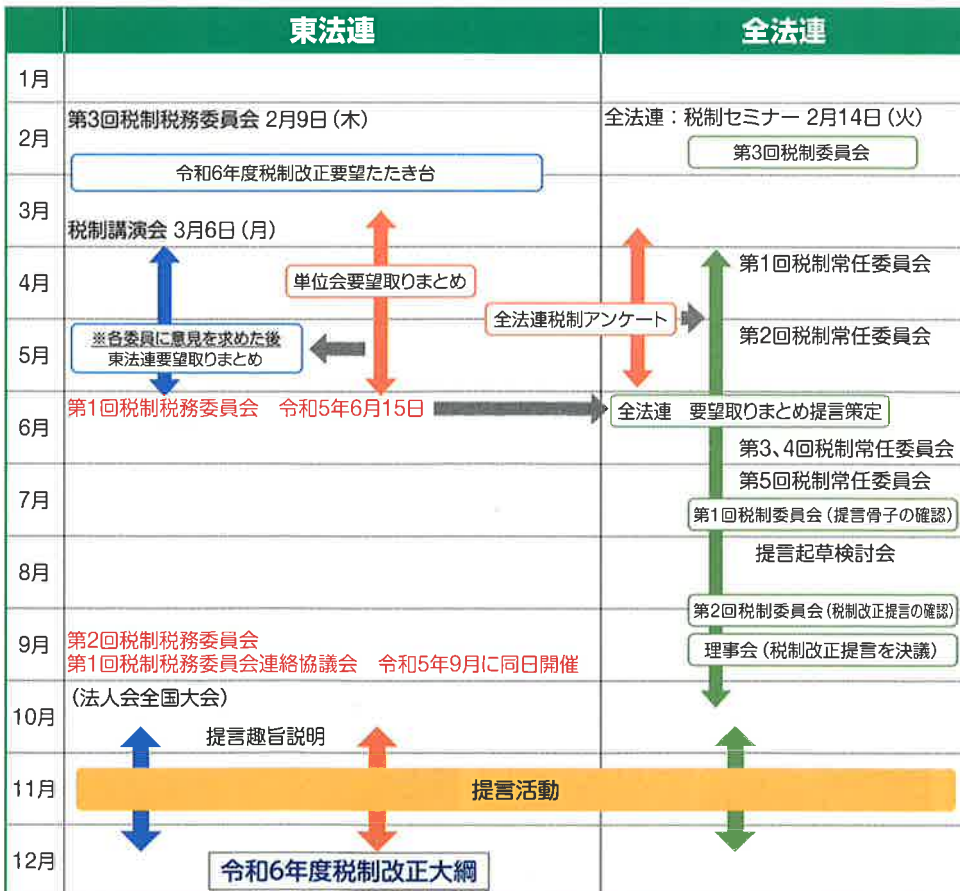 東法連
全法連
1月
2月
第3回税制税務委員会 2月9日(木)
令和6年度税制改正要望たたき台
全法連：税制セミナー 2月14日(火)
第3回税制委員会
3月
税制講演会 3月6日(月)
4月
単位会要望取りまとめ
全法連税制アンケート
第1回税制常任委員会
5月
※各委員に意見を求めた後
東法連要望取りまとめ
第2回税制常任委員会
6月
第1回税制税務委員会　令和5年6月15日
全法連　要望取りまとめ提言策定
第3、4回税制常任委員会
7月
第5回税制常任委員会
第1回税制委員会(提言骨子の確認)
8月
提言起草検討会
第2回税制委員会(税制改正提言の確認)
9月
第2回税制税務委員会
第1回税制税務委員会連絡協議会　令和5年9月に同日開催
理事会(税制改正提言を決議)
10月
(法人会全国大会)
提言趣旨説明
11月
提言活動
12月
令和6年度税制改正大綱